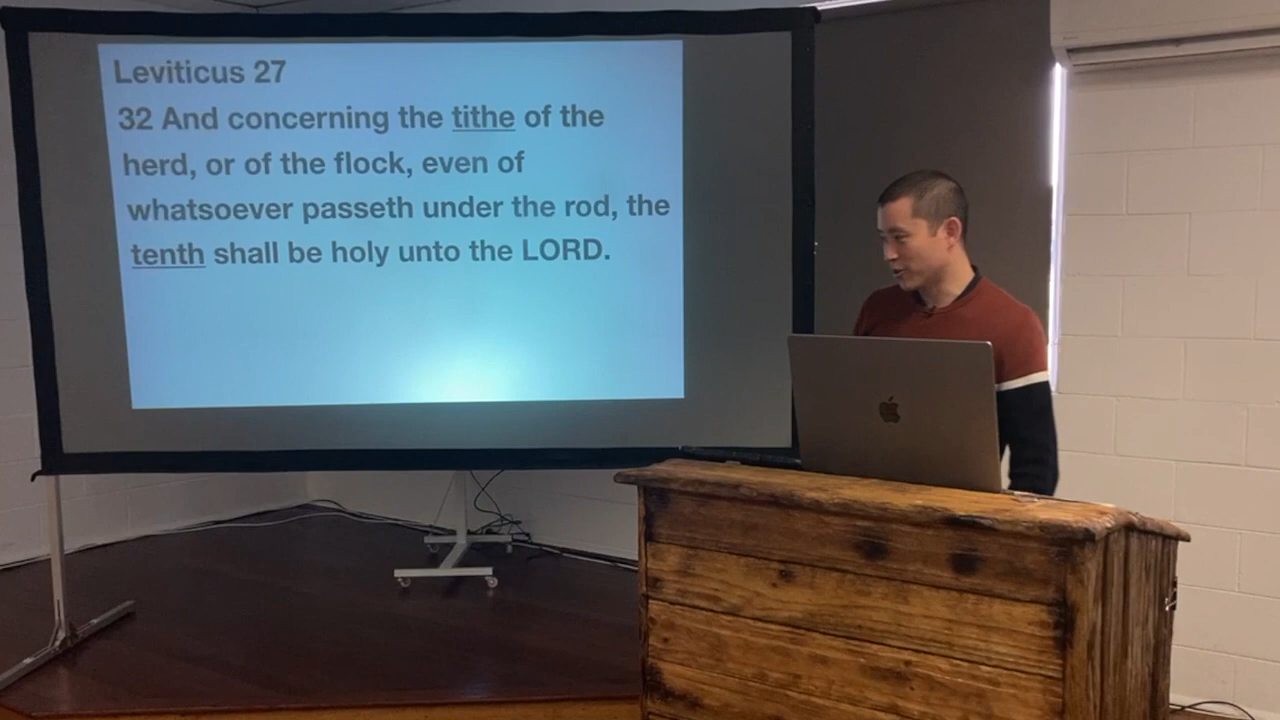 Leviticus 27
32 And concerning the tithe of the
herd, or of the flock, even of
whatsoever passeth under the rod, the
tenth shall be holy unto the LORD.